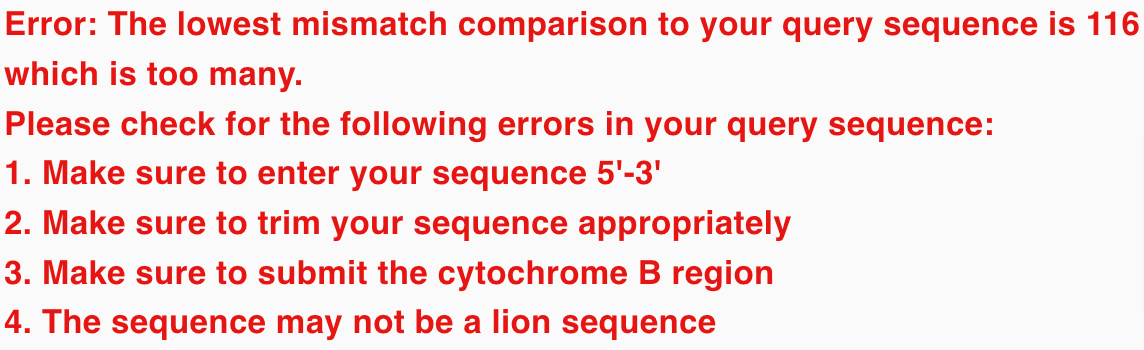 Error: The lowest mismatch comparison to your query sequence is 116
which is too many.
Please check for the following errors in your query sequence:
1. Make sure to enter your sequence 5'-3'
2. Make sure to trim your sequence appropriately
3. Make sure to submit the cytochrome B region
4. The sequence may not be a lion sequence